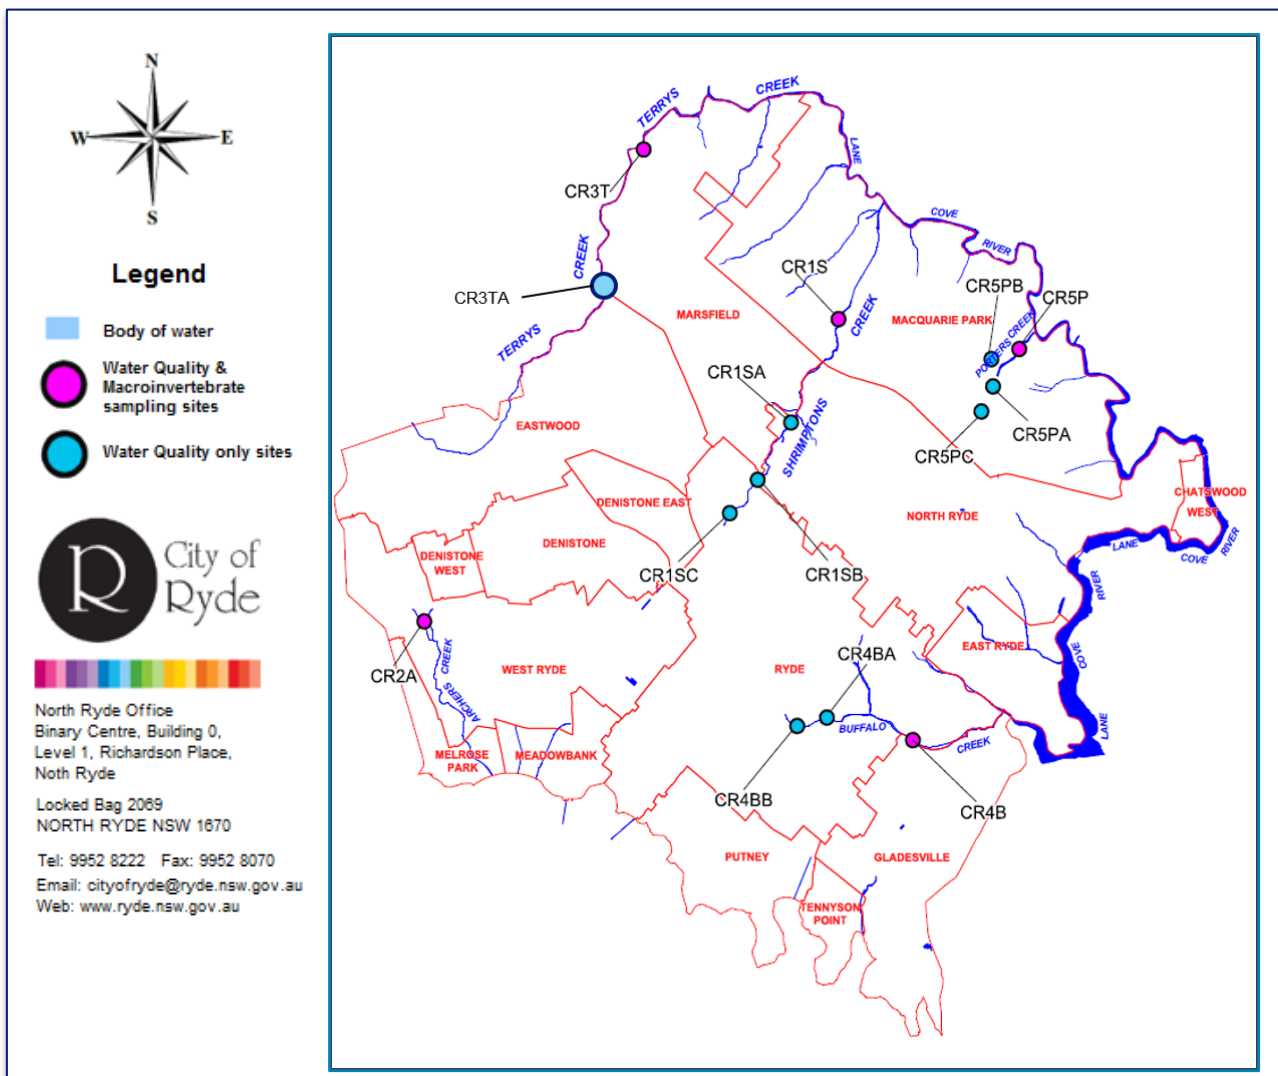 N
W E
S
Legend
Body of water
Water Quality &
Macroinvertebrate
sampling sites
Water Quality only sites
R
City of
Ryde
North Ryde Office
Binary Centre, Building 0,
Level 1, Richardson Place,
Noth Ryde
Locked Bag 2069
NORTH RYDE NSW 1670
Tel: 9952 8222 Fax: 9952 8070
Email: cityofryde@ryde.nsw.gov.au
Web: www.ryde.nsw.gov.au
TERRYS
CREEK
LANE
COVE
RIVER
CR3T
CREEK
CR3TA
TERRYS
CR1S
CREEK
MARSFIELD
MACQUARIE PARK
CR5PB
CR5P
PORTERS CREEK
CR5PA
CR5PC
CR1SA
SHRIMPTONS
EASTWOOD
DENISTONE EAST
DENISTONE
DENISTONE
WEST
CR1SC
CR1SB
NORTH RYDE
CHATSWOOD
WEST
LANE
COVE
RIVER
RIVER
COVE
LANE
EAST RYDE
CR2A
ARCHERS
CREEK
WEST RYDE
RYDE
CR4BA
BUFFALO
CREEK
CR4BB
CR4B
MELROSE
PARK
MEADOWBANK
PUTNEY
GLADESVILLE
TENNYSON
POINT